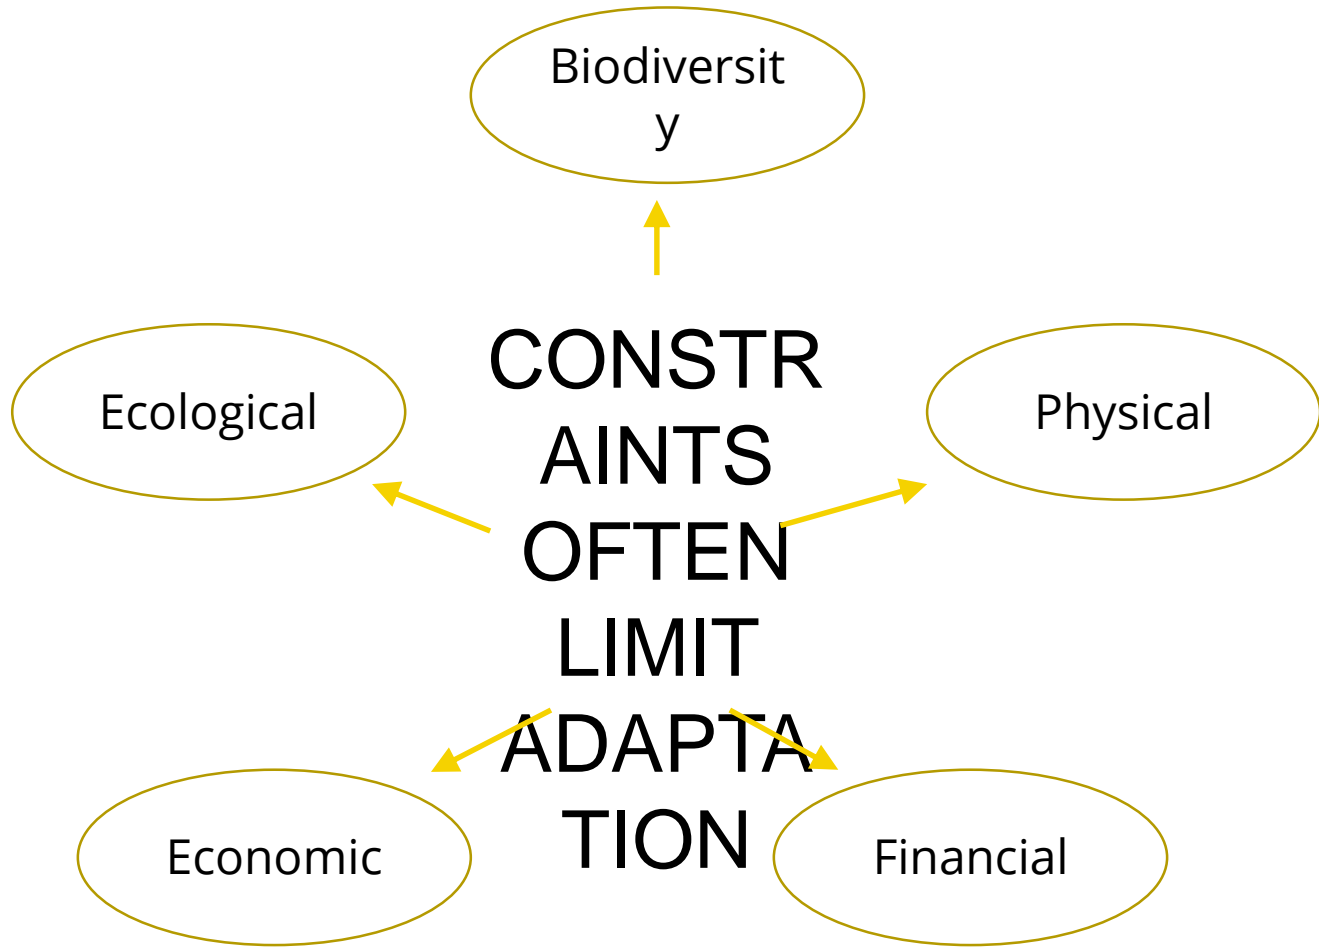 Biodiversit
y
CONSTR
AINTS
OFTEN
LIMIT
ADAPTA
TION
Ecological
Physical
Economic
Financial